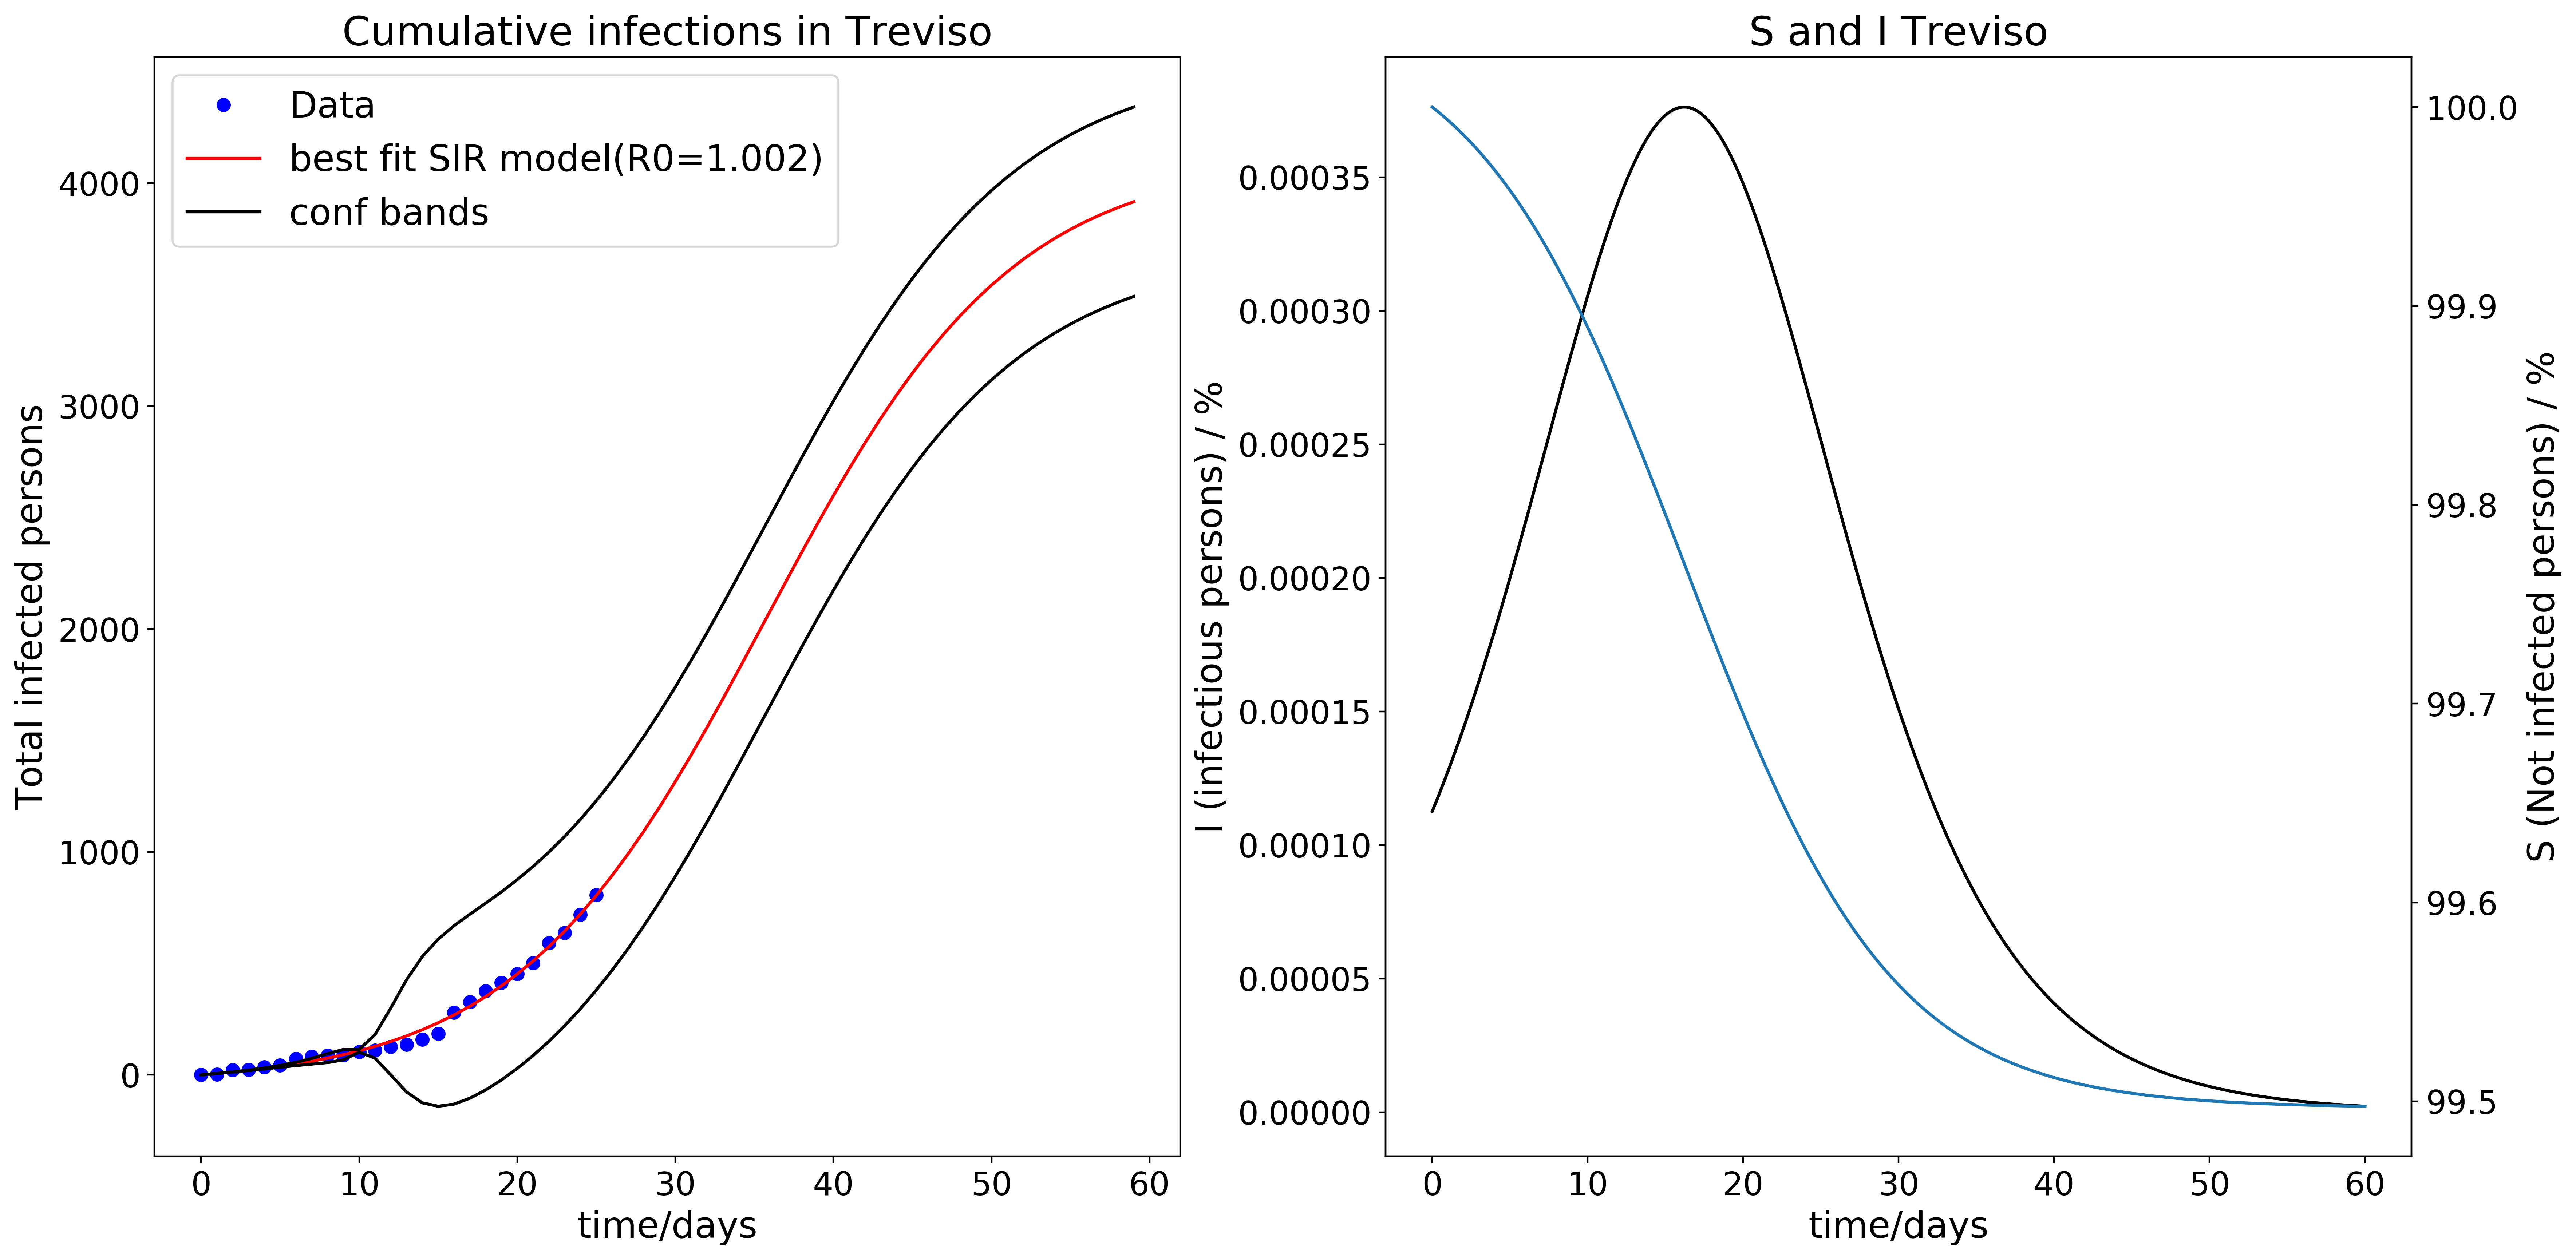 Cumulative infections in Treviso
Data
best fit SIR model(R0=1.002)
conf bands
Total infected persons
4000
3000
2000
1000
0
0 10 20 30 40 50 60
time/days
S and I Treviso
I (infectious persons) / %
0.00035
0.00030
0.00025
0.00020
0.00015
0.00010
0.00005
0.00000
100.0
99.9
99.8
99.7
99.6
99.5
S (Not infected persons) / %
0 10 20 30 40 50 60
time/days